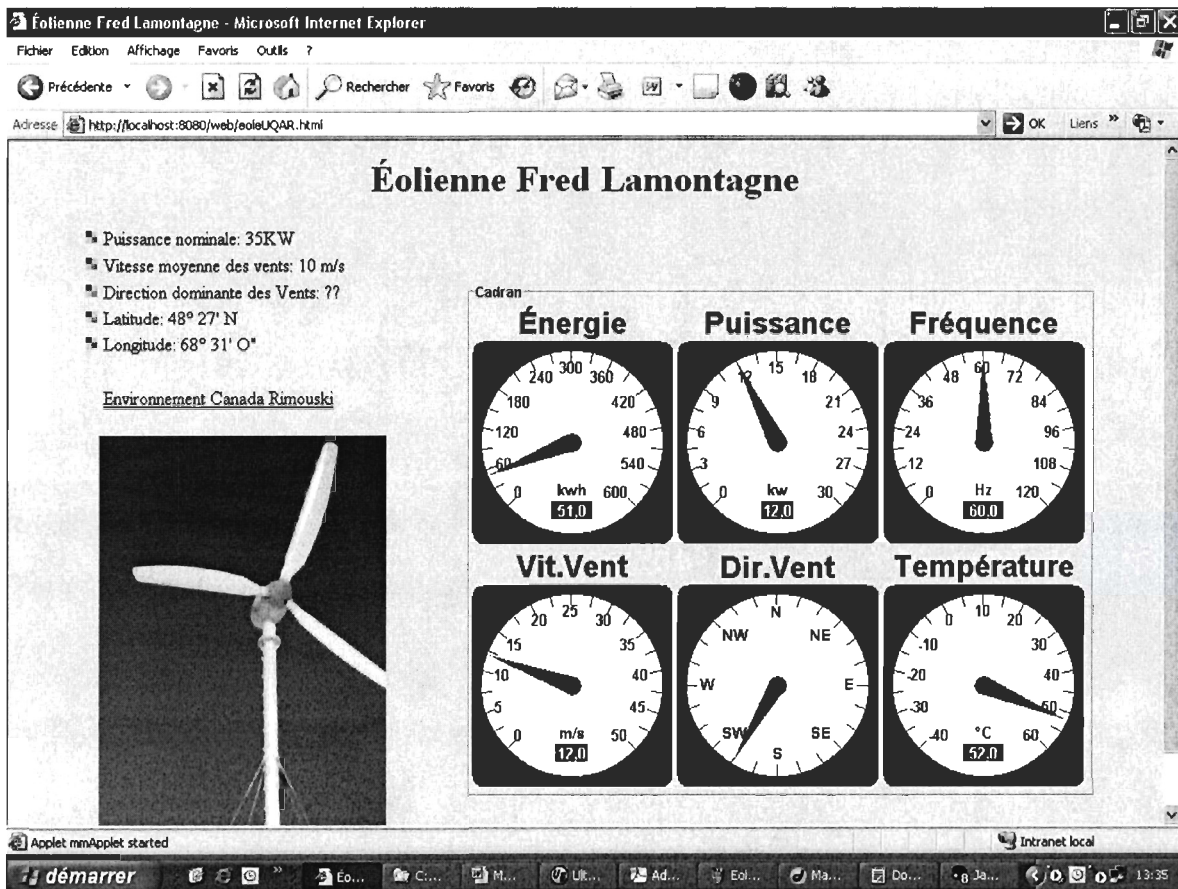 Éolienne Fred Lamontagne - Microsoft Internet Explorer
Fichier Edition Affichage Favoris Outils ?
Précédente Rechercher Favoris
Adresse http://localhost:8080/web/eoleUQAR.html OK Liens »
Éolienne Fred Lamontagne
Puissance nominale: 35KW
Vitesse moyenne des vents: 10 m/s
Direction dominante des Vents: ??
Latitude: 48° 27' N
Longitude: 68° 31' O"
Environnement Canada Rimouski
Cadran
Énergie
0 60 120 180 240 300 360 420 480 540 600
kwh
51,0
Puissance
0 3 6 9 12 15 18 21 24 27 30
kw
12,0
Fréquence
0 12 24 36 48 60 72 84 96 108 120
Hz
60,0
Vit.Vent
0 5 10 15 20 25 30 35 40 45 50
m/s
12,0
Dir.Vent
N NE E SE S SW W NW
Température
-40 -30 -20 -10 0 10 20 30 40 50 60
°C
52,0
Applet mmApplet started Intranet local
démarrer » Éo... C:... M... Ult... Ad... Eol... Ma... Do... Ja... 13:35